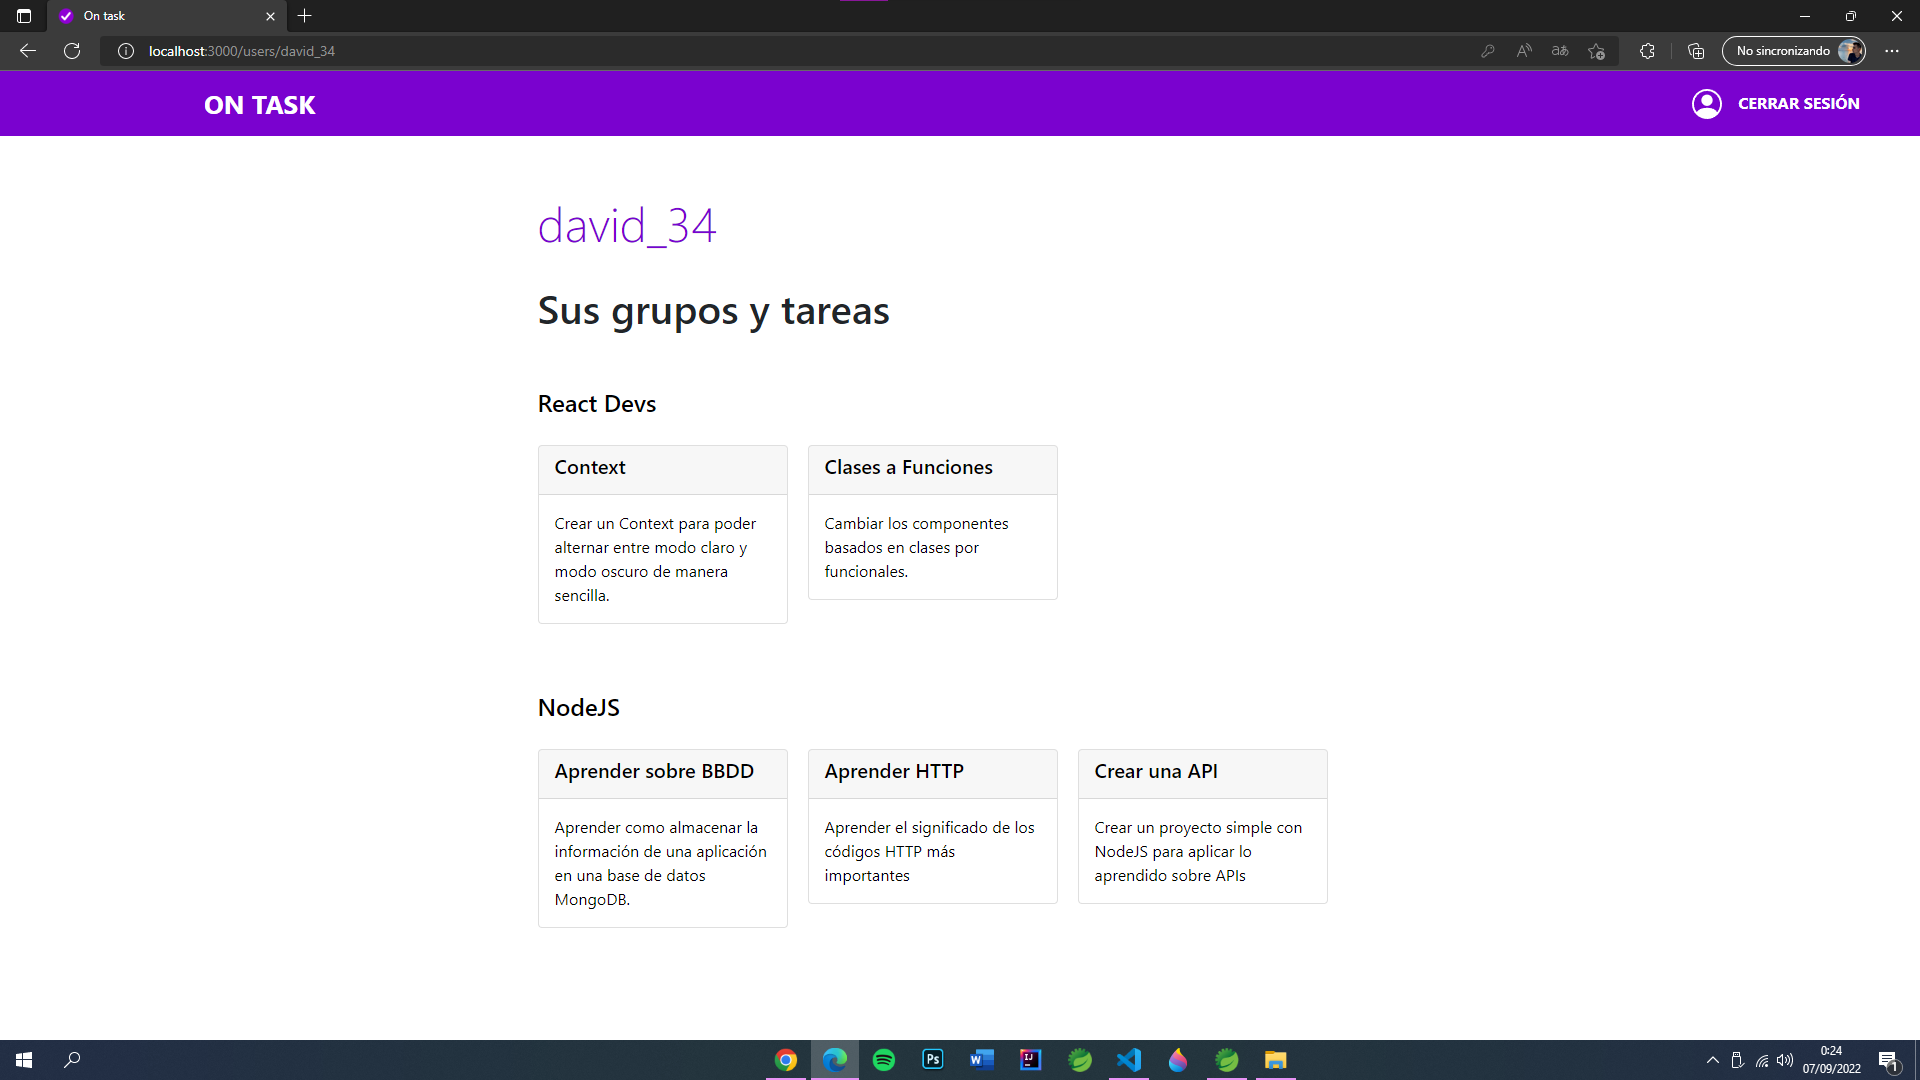 On task
localhost:3000/users/david_34
No sincronizando
ON TASK
CERRAR SESIÓN
david_34
Sus grupos y tareas
React Devs
Context
Crear un Context para poder
alternar entre modo claro y
modo oscuro de manera
sencilla.
Clases a Funciones
Cambiar los componentes
basados en clases por
funcionales.
NodeJS
Aprender sobre BBDD
Aprender como almacenar la
información de una aplicación
en una base de datos
MongoDB.
Aprender HTTP
Aprender el significado de los
códigos HTTP más
importantes
Crear una API
Crear un proyecto simple con
NodeJS para aplicar lo
aprendido sobre APIs
Ps
W
IJ
0:24
07/09/2022
1